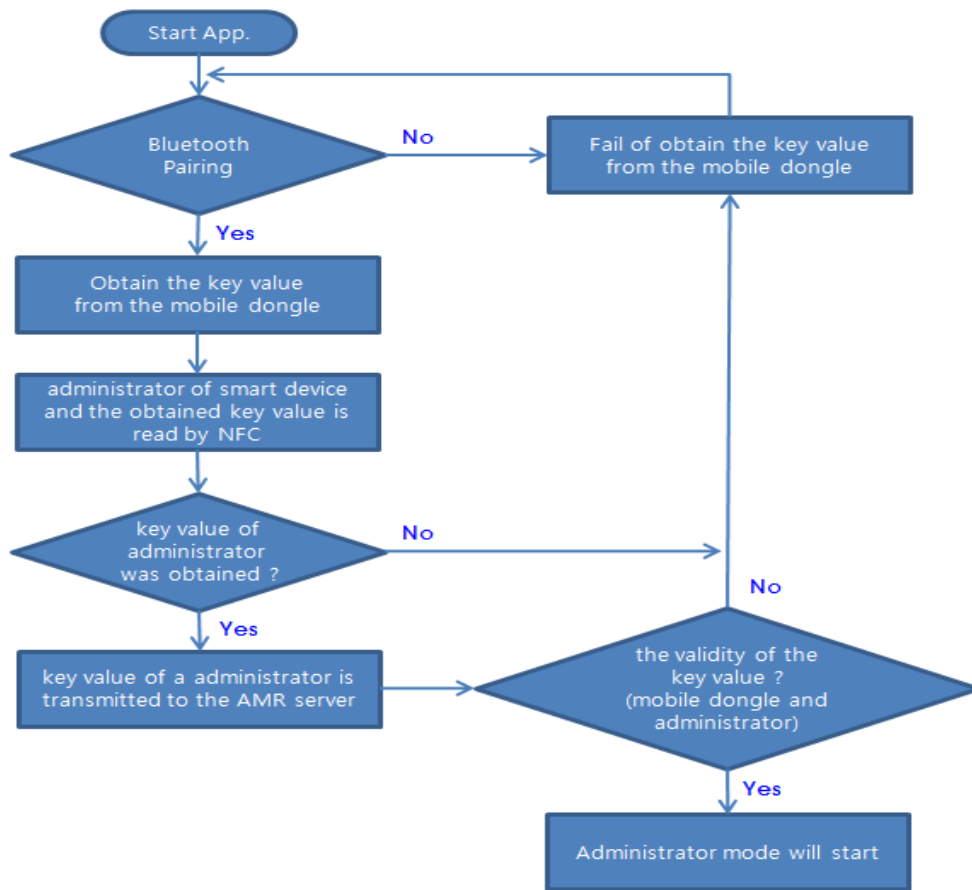 Start App.
Bluetooth
Pairing
No
Fail of obtain the key value
from the mobile dongle
Yes
Obtain the key value
from the mobile dongle
administrator of smart device
and the obtained key value is
read by NFC
key value of
administrator
was obtained ?
No
Yes
key value of a administrator is
transmitted to the AMR server
No
the validity of the
key value ?
(mobile dongle and
administrator)
Yes
Administrator mode will start